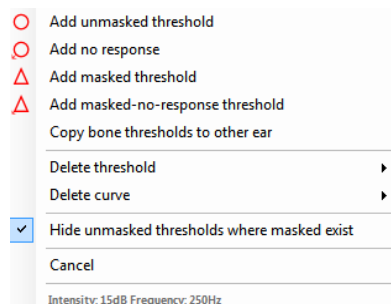 Add unmasked threshold
Add no response
Add masked threshold
Add masked-no-response threshold
Copy bone thresholds to other ear
Delete threshold
Delete curve
Hide unmasked thresholds where masked exist
Cancel
Intensity: 15dB Frequency: 250Hz